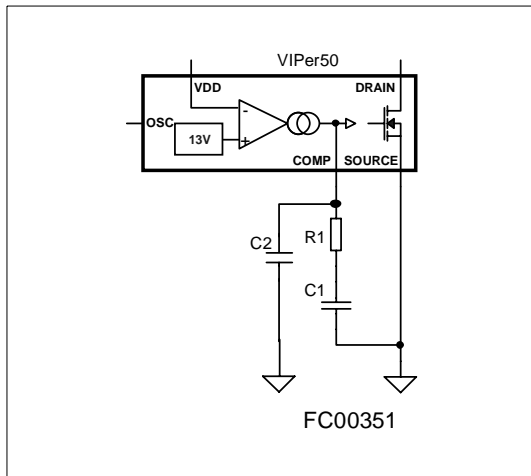 VIPer50
VDD
DRAIN
OSC
-
13V
+
COMP
SOURCE
C2
R1
C1
FC00351